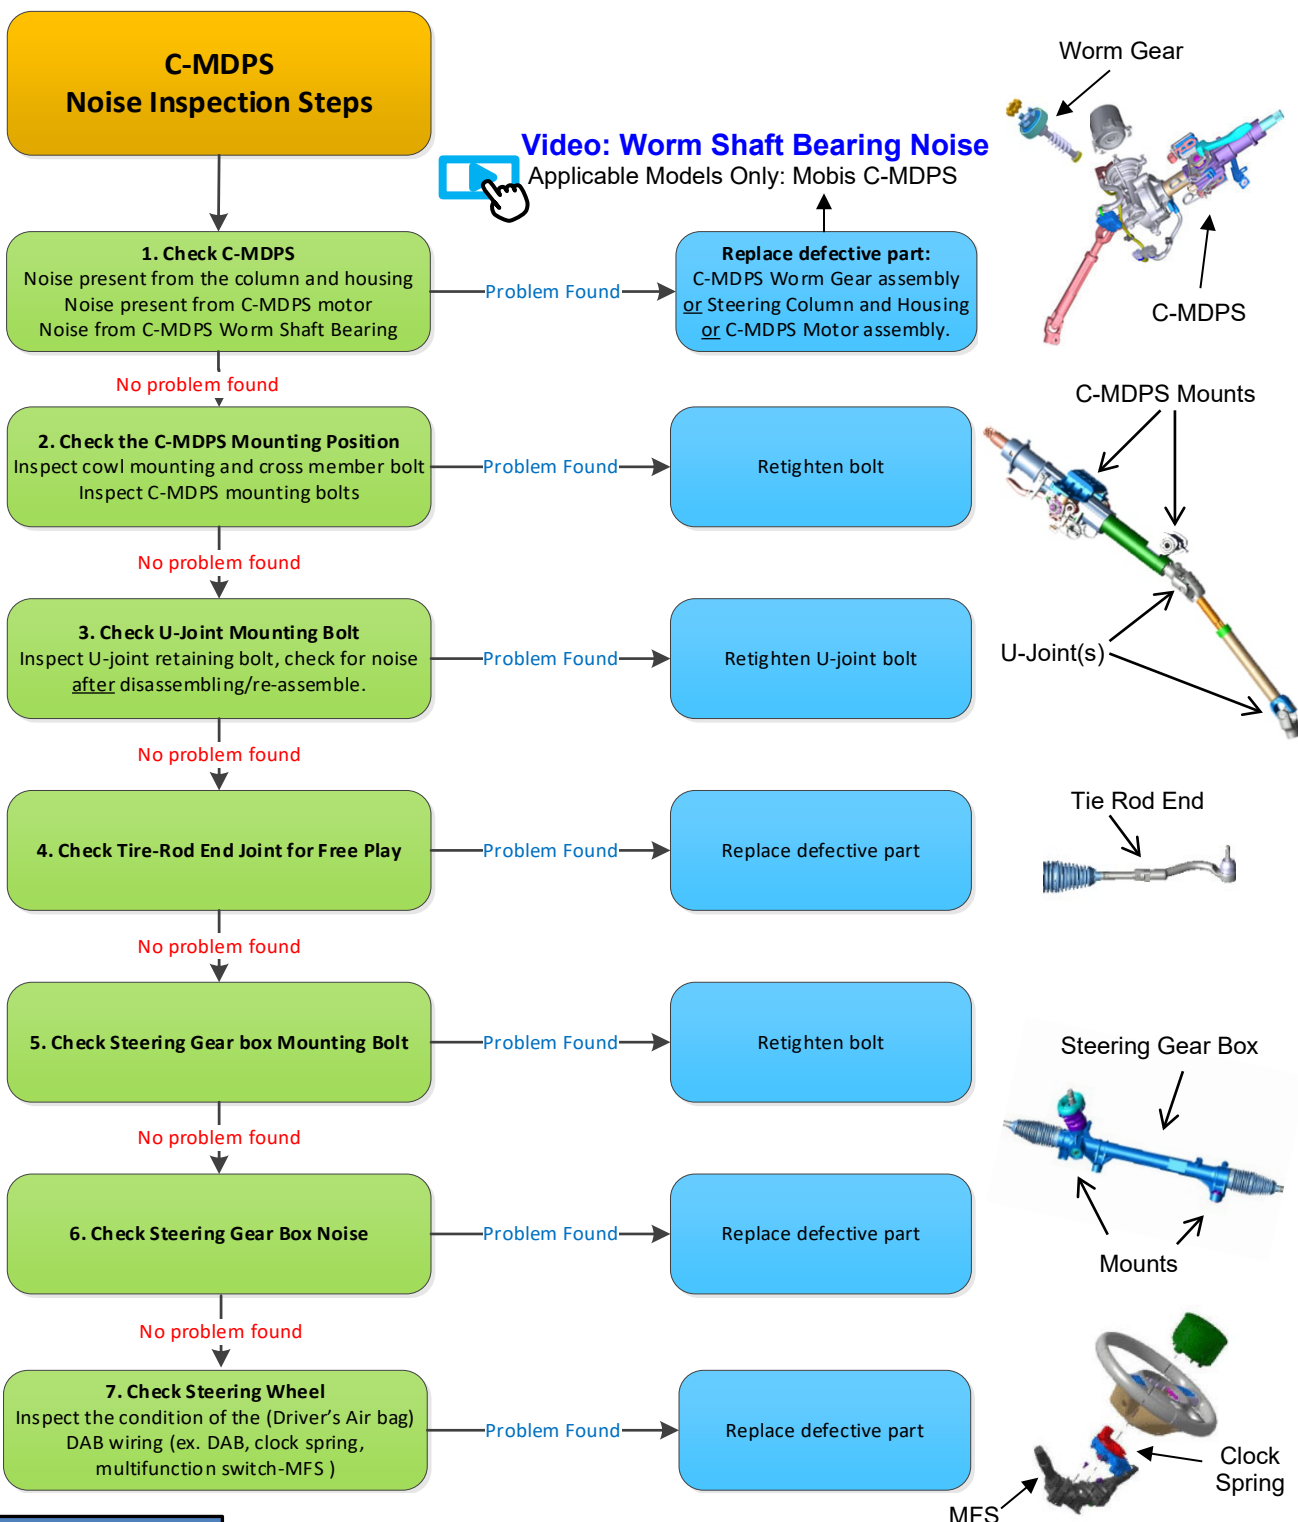 C-MDPS
Noise Inspection Steps
Video: Worm Shaft Bearing Noise
Applicable Models Only: Mobis C-MDPS
Worm Gear
C-MDPS
1. Check C-MDPS
Noise present from the column and housing
Noise present from C-MDPS motor
Noise from C-MDPS Worm Shaft Bearing
Problem Found
Replace defective part:
C-MDPS Worm Gear assembly
or Steering Column and Housing
or C-MDPS Motor assembly.
No problem found
C-MDPS Mounts
2. Check the C-MDPS Mounting Position
Inspect cowl mounting and cross member bolt
Inspect C-MDPS mounting bolts
Problem Found
Retighten bolt
No problem found
3. Check U-Joint Mounting Bolt
Inspect U-joint retaining bolt, check for noise
after disassembling/re-assemble.
Problem Found
Retighten U-joint bolt
U-Joint(s)
No problem found
4. Check Tire-Rod End Joint for Free Play
Problem Found
Replace defective part
Tie Rod End
No problem found
5. Check Steering Gear box Mounting Bolt
Problem Found
Retighten bolt
Steering Gear Box
No problem found
6. Check Steering Gear Box Noise
Problem Found
Replace defective part
Mounts
No problem found
7. Check Steering Wheel
Inspect the condition of the (Driver's Air bag)
DAB wiring (ex. DAB, clock spring,
multifunction switch-MFS )
Problem Found
Replace defective part
Clock
Spring
MFS